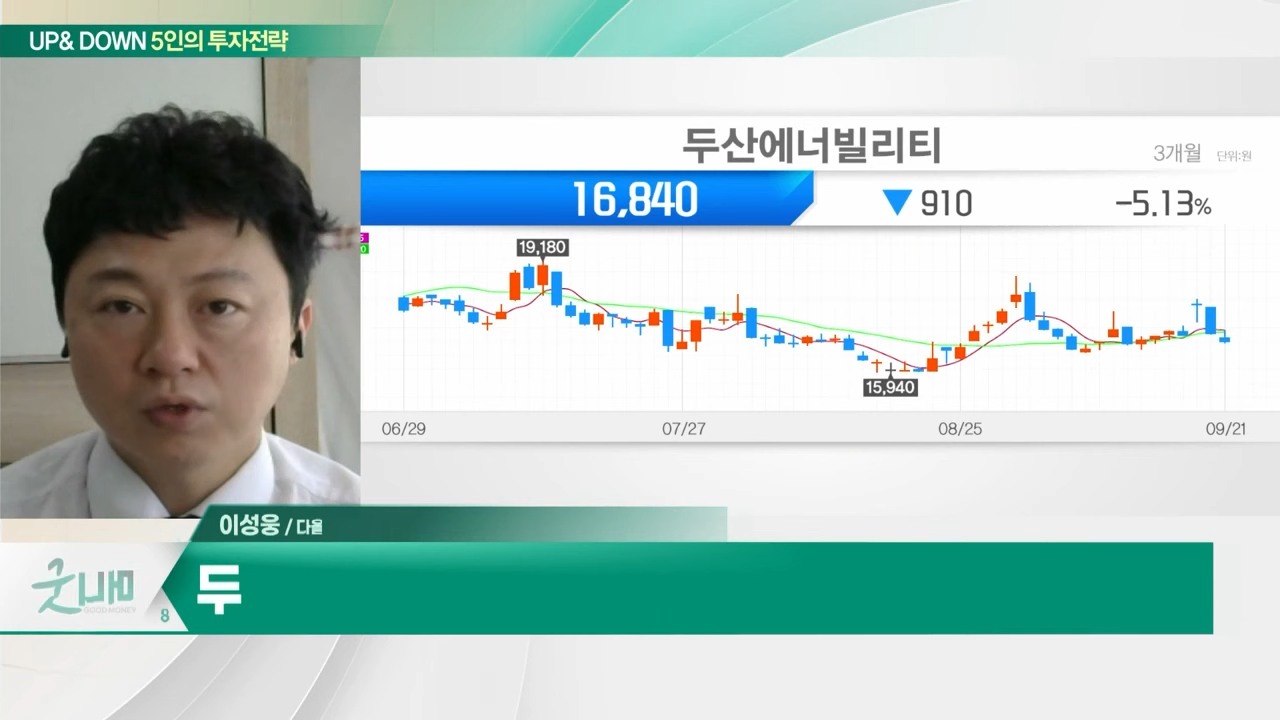 UP& DOWN 5인의 투자전략
두산에너빌리티
3개월 단위:원
16,840 ▼ 910 -5.13%
19,180
15,940
06/29 07/27 08/25 09/21
이성웅 / 다올
두
굿머니
GOOD MONEY
8